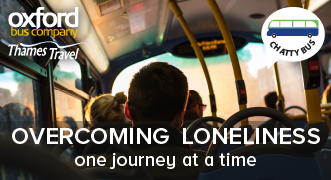 oxford
bus company
Thames Travel
CHATTY BUS
OVERCOMING LONELINESS
one journey at a time